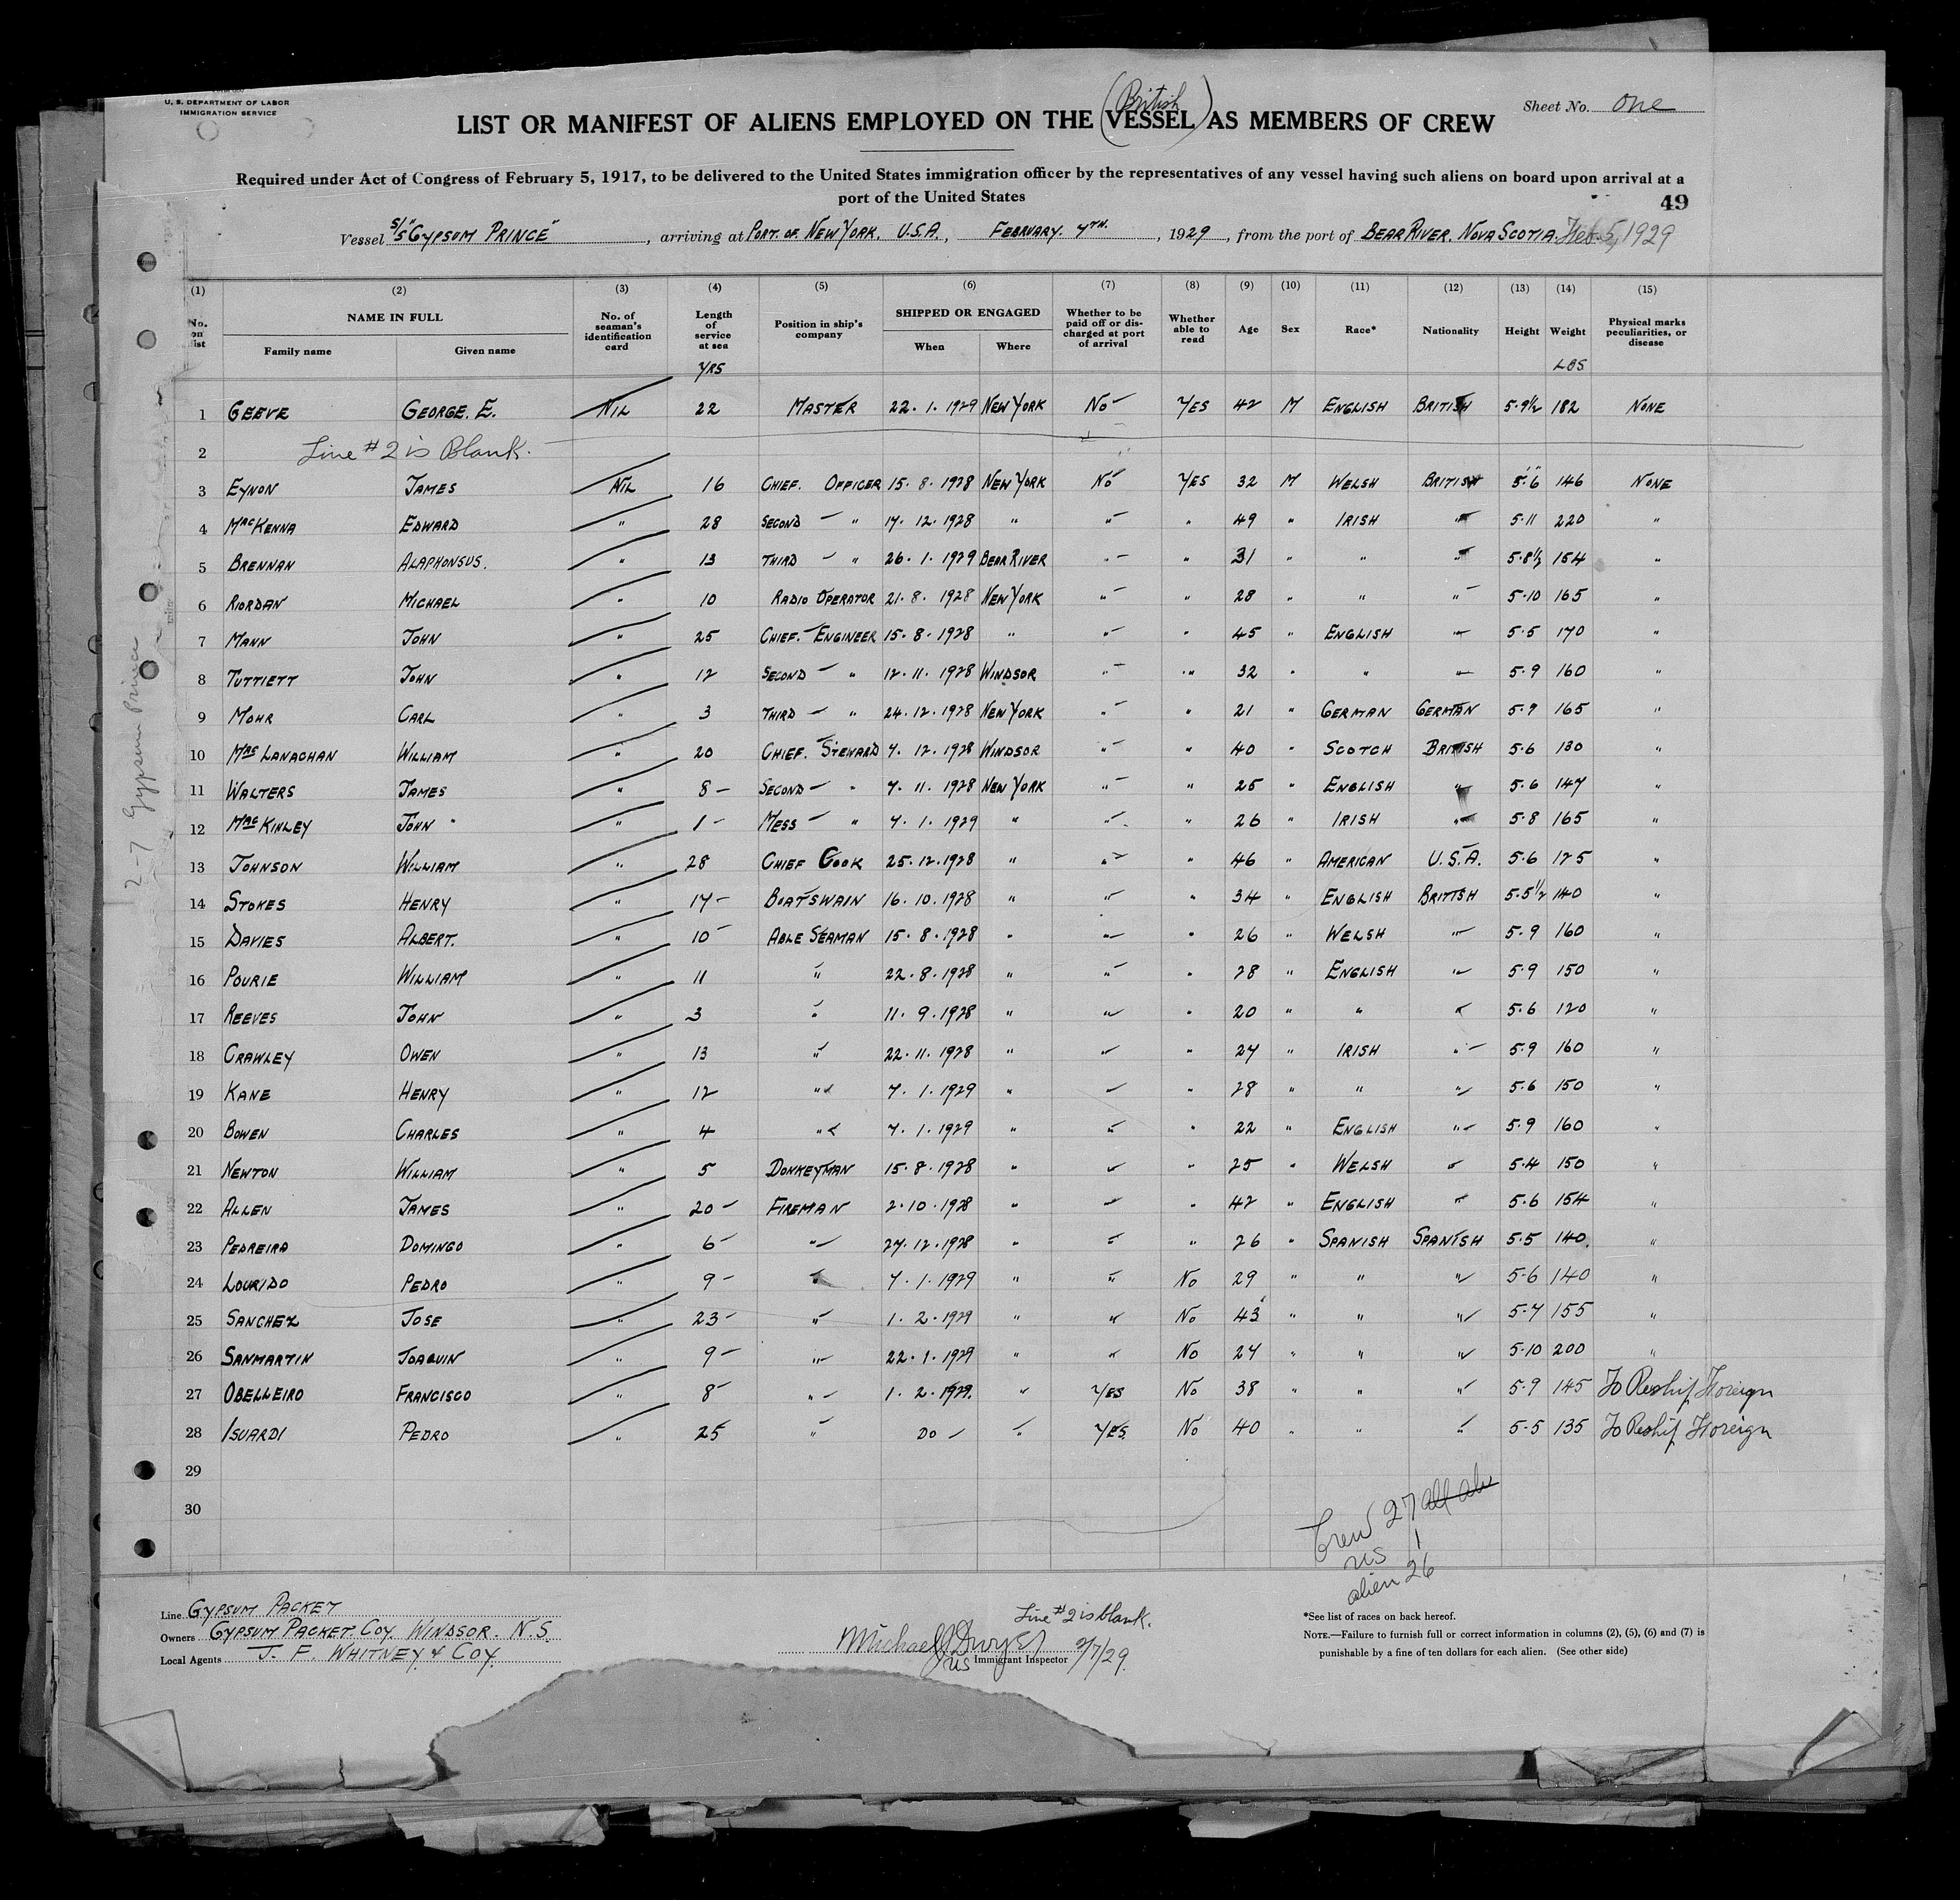 U. S. DEPARTMENT OF LABOR
IMMIGRATION SERVICE
Sheet No. One
(British)
LIST OR MANIFEST OF ALIENS EMPLOYED ON THE VESSEL AS MEMBERS OF CREW
Required under Act of Congress of February 5, 1917, to be delivered to the United States immigration officer by the representatives of any vessel having such aliens on board upon arrival at a
port of the United States
49
Vessel S/S "GYPSUM PRINCE", arriving at PORT. OF. NEW YORK. U.S.A., FEBRUARY. 7TH., 1929, from the port of BEAR RIVER. NOVA SCOTIA. Feb. 5, 1929
(1) (2) (3) (4) (5) (6) (7) (8) (9) (10) (11) (12) (13) (14) (15)
No. on list NAME IN FULL Family name Given name No. of seaman's identification card Length of service at sea YRS Position in ship's company SHIPPED OR ENGAGED When Where Whether to be paid off or discharged at port of arrival Whether able to read Age Sex Race* Nationality Height Weight LBS Physical marks peculiarities, or disease
1 GEEVE GEORGE. E. NIL 22 MASTER 22. 1. 1929 NEW YORK NO YES 42 M ENGLISH BRITISH 5.9½ 182 NONE
2 Line #2 is Blank.
3 EYNON JAMES NIL 16 CHIEF. OFFICER 15. 8. 1928 NEW YORK NO YES 32 M WELSH BRITISH 5.6 146 NONE
4 MACKENNA EDWARD " 28 SECOND " 17. 12. 1928 " " " 49 " IRISH " 5.11 220 "
5 BRENNAN ALAPHONSUS. " 13 THIRD " 26. 1. 1929 BEAR RIVER " " 31 " " " 5.8½ 154 "
6 RIORDAN MICHAEL " 10 RADIO OPERATOR 21. 8. 1928 NEW YORK " " 28 " " " 5.10 165 "
7 MANN JOHN " 25 CHIEF. ENGINEER 15. 8. 1928 " " " 45 " ENGLISH " 5.5 170 "
8 TUTTIETT JOHN " 12 SECOND " 12. 11. 1928 WINDSOR " " 32 " " " 5.9 160 "
9 MOHR CARL " 3 THIRD " 24. 12. 1928 NEW YORK " " 21 " GERMAN GERMAN 5.9 165 "
10 MAC LANACHAN WILLIAM " 20 CHIEF. STEWARD 7. 12. 1928 WINDSOR " " 40 " SCOTCH BRITISH 5.6 130 "
11 WALTERS JAMES " 8 SECOND " 7. 11. 1928 NEW YORK " " 25 " ENGLISH " 5.6 147 "
12 MAC KINLEY JOHN " 1 MESS " 7. 1. 1929 " " " 26 " IRISH " 5.8 165 "
13 JOHNSON WILLIAM " 28 CHIEF COOK 25. 12. 1928 " " " 46 " AMERICAN U.S.A. 5.6 125 "
14 STOKES HENRY " 17 BOATSWAIN 16. 10. 1928 " " " 34 " ENGLISH BRITISH 5.5½ 140 "
15 DAVIES ALBERT. " 10 ABLE SEAMAN 15. 8. 1928 " " " 26 " WELSH " 5.9 160 "
16 POURIE WILLIAM " 11 " 22. 8. 1928 " " " 28 " ENGLISH " 5.9 150 "
17 REEVES JOHN " 3 " 11. 9. 1928 " " " 20 " " " 5.6 120 "
18 CRAWLEY OWEN " 13 " 22. 11. 1928 " " " 27 " IRISH " 5.9 160 "
19 KANE HENRY " 12 " 7. 1. 1929 " " " 28 " " " 5.6 150 "
20 BOWEN CHARLES " 4 " 7. 1. 1929 " " " 22 " ENGLISH " 5.9 160 "
21 NEWTON WILLIAM " 5 DONKEYMAN 15. 8. 1928 " " " 25 " WELSH " 5.4 150 "
22 ALLEN JAMES " 20 FIREMAN 2. 10. 1928 " " " 42 " ENGLISH " 5.6 154 "
23 PEDREIRA DOMINGO " 6 " 27. 12. 1928 " " " 26 " SPANISH SPANISH 5.5 140. "
24 LOURIDO PEDRO " 9 " 7. 1. 1929 " " NO 29 " " " 5.6 140 "
25 SANCHEZ JOSE " 23 " 1. 2. 1929 " " NO 43 " " " 5.7 155 "
26 SANMARTIN JOAQUIN " 9 " 22. 1. 1929 " " NO 24 " " " 5.10 200 "
27 OBELLEIRO FRANCISCO " 8 " 1. 2. 1929. " YES NO 38 " " " 5.9 145 To Reship Foreign
28 ISUARDI PEDRO " 25 " DO " YES. NO 40 " " " 5.5 135 To Reship Foreign
29
30
Crew 27 all
US 1
alien 26
2-7 Gypsum Prince
Line GYPSUM PACKET
Owners GYPSUM PACKET. COY. WINDSOR. N.S.
Local Agents J. F. WHITNEY & COY.
Line #2 is blank.
Michael J Dwyer
US Immigrant Inspector 2/7/29.
*See list of races on back hereof.
NOTE.—Failure to furnish full or correct information in columns (2), (5), (6) and (7) is
punishable by a fine of ten dollars for each alien. (See other side)